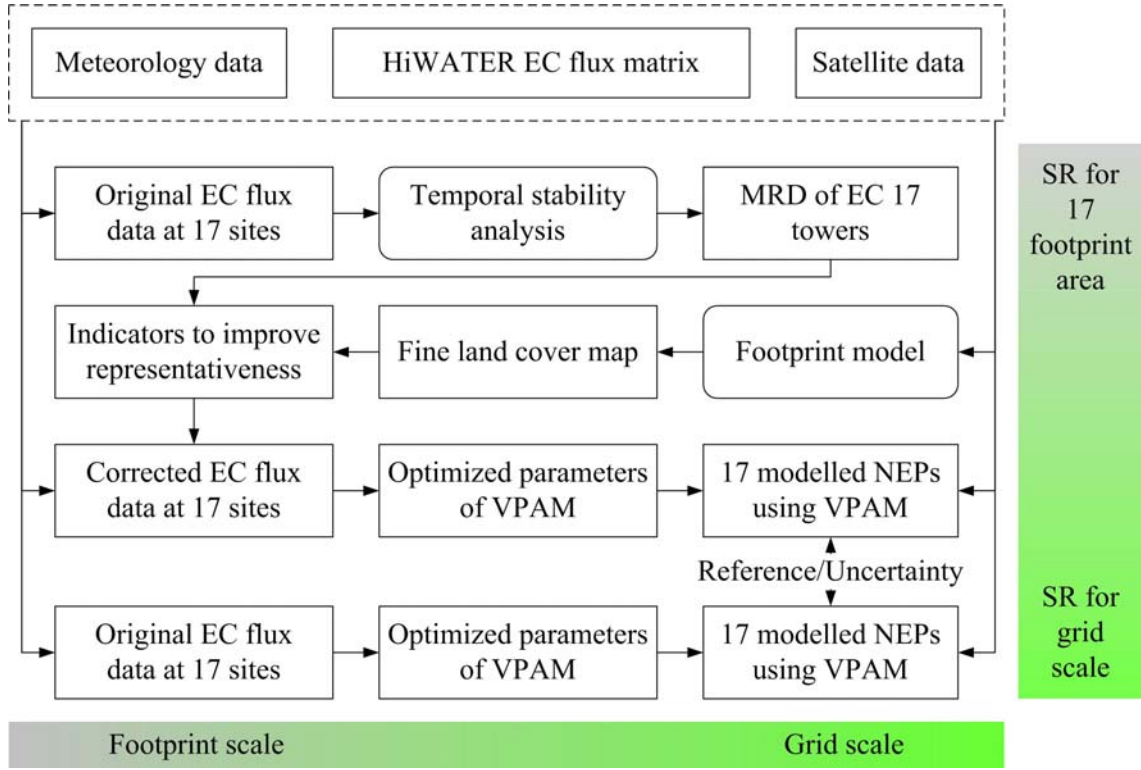 Meteorology data
HiWATER EC flux matrix
Satellite data
Original EC flux
data at 17 sites
Temporal stability
analysis
MRD of EC 17
towers
SR for
17
footprint
area
Indicators to improve
representativeness
Fine land cover map
Footprint model
Corrected EC flux
data at 17 sites
Optimized parameters
of VPAM
17 modelled NEPs
using VPAM
Reference/Uncertainty
Original EC flux
data at 17 sites
Optimized parameters
of VPAM
17 modelled NEPs
using VPAM
SR for
grid
scale
Footprint scale
Grid scale